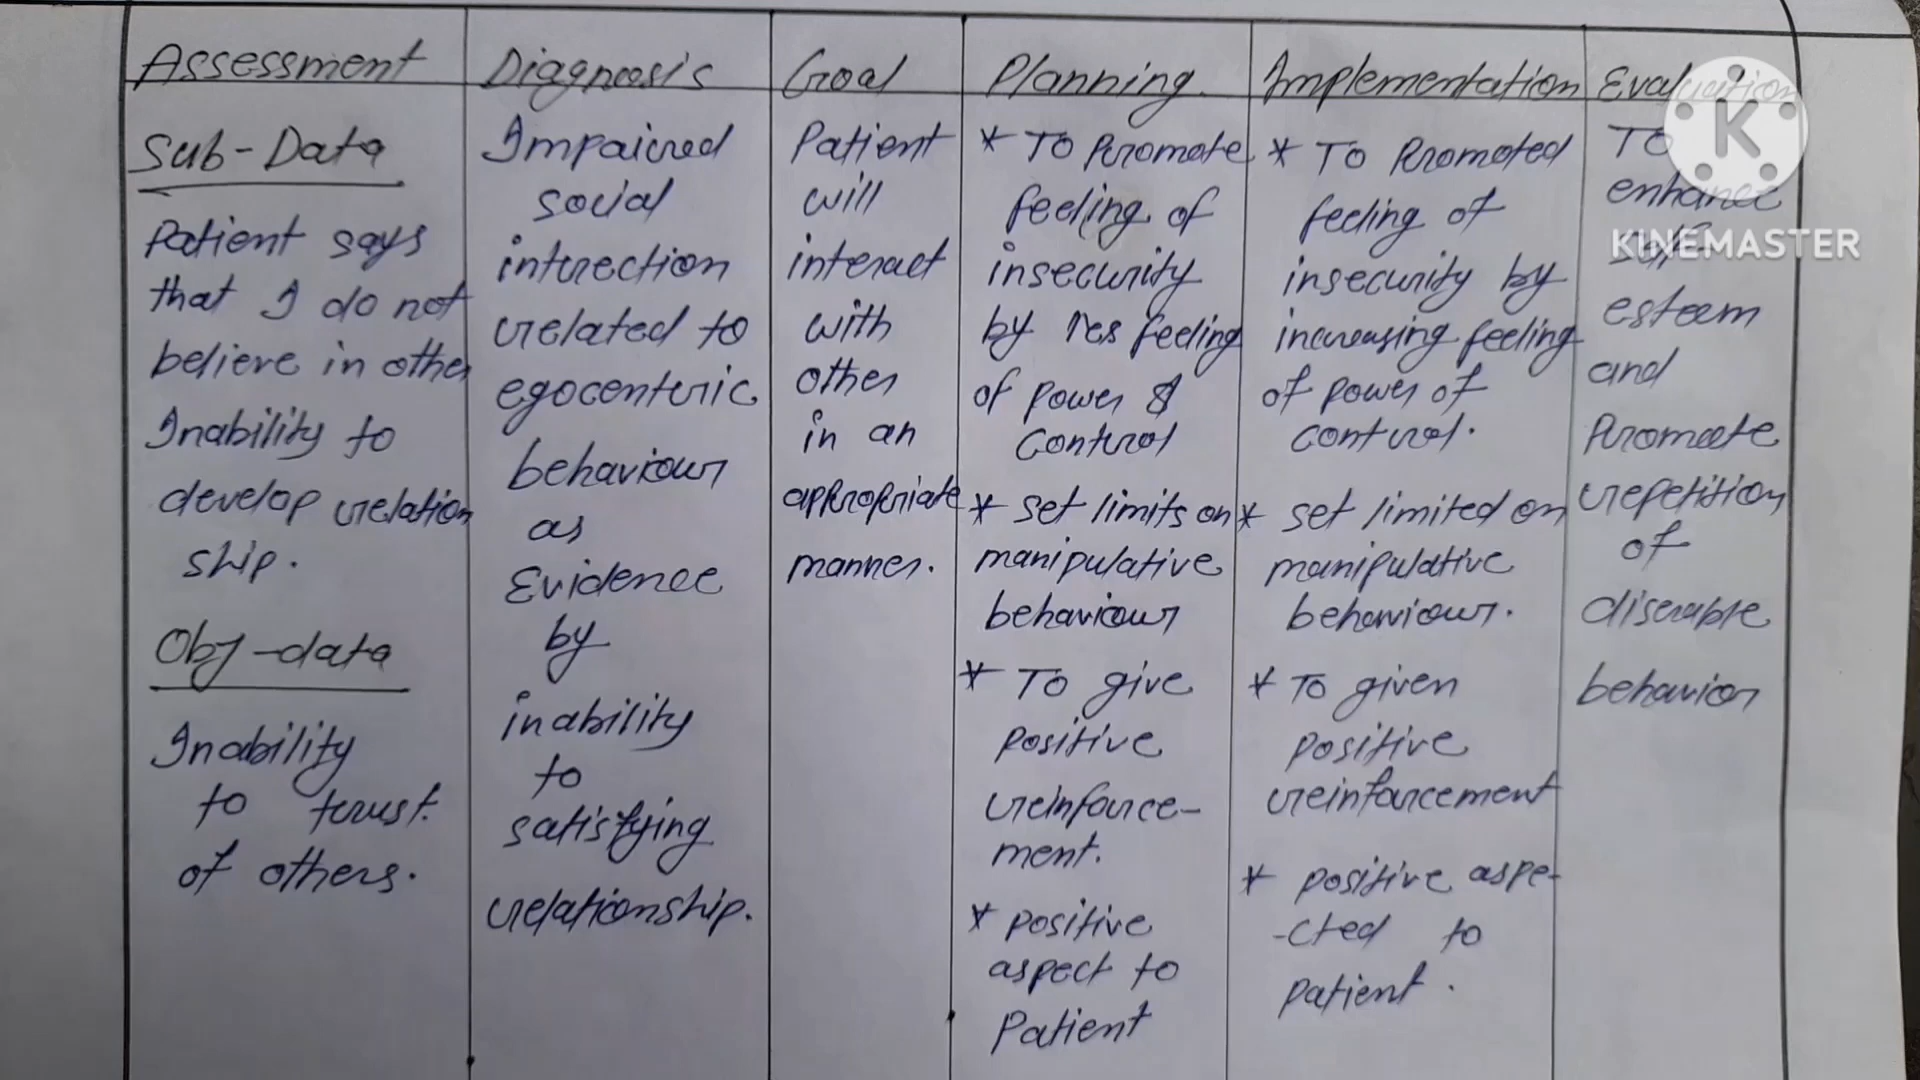 Assessment
Sub-Data
Patient says
that I do not
believe in other
Inability to
develop relation
ship.
Obj-data
Inability
to trust.
of others.
Diagnosis
Impaired
social
interection
related to
egocentric
behaviour
as
Evidence
by
inability
to
satisfying
relationship.
Goal
Patient
will
interact
with
other
in an
appropriate
manner.
Planning.
* To Promote
feeling of
insecurity
by feeling
of power &
Control
* set limits on
manipulative
behaviour
* To give
positive
reinforce-
ment.
* positive
aspect to
Patient
Implementation
* To Promoted
feeling of
insecurity by
increasing feeling
of power of
control.
* set limited on
manipulative
behaviour.
* To given
positive
reinforcement
* positive aspe-
-cted to
patient.
Evaluation
To
enhance
self
esteem
and
Promote
repetition
of
behavior
K
KINEMASTER